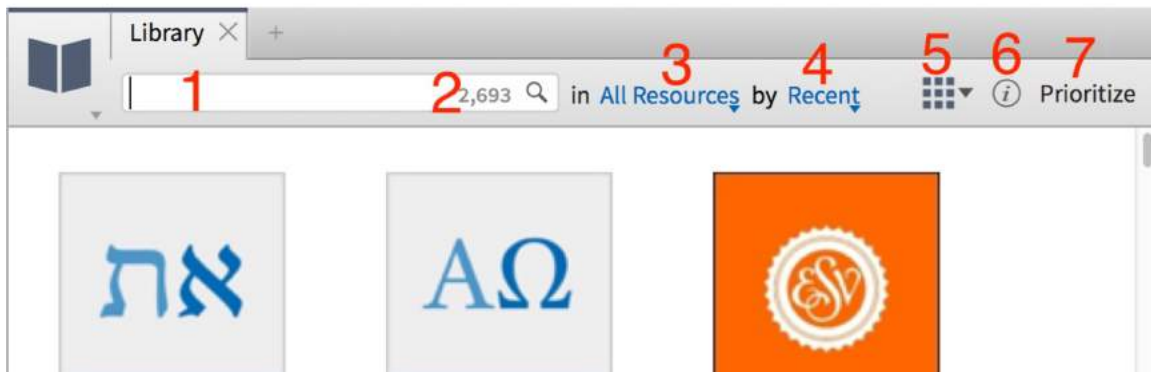 Library
3 4 5 6 7
1 2 2,693 in All Resources by Recent i Prioritize
את ΑΩ ESV